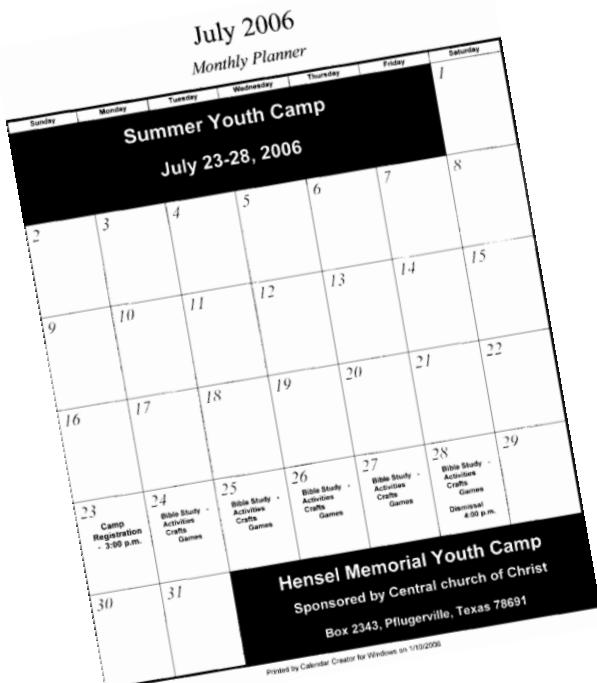 July 2006
Monthly Planner
Sunday Monday Tuesday Wednesday Thursday Friday Saturday
Summer Youth Camp
July 23-28, 2006
1
2 3 4 5 6 7 8
9 10 11 12 13 14 15
16 17 18 19 20 21 22
23 24 25 26 27 28 29
Camp
Registration
- 3:00 p.m.
Bible Study -
Activities
Crafts
Games
Bible Study -
Activities
Crafts
Games
Bible Study -
Activities
Crafts
Games
Bible Study -
Activities
Crafts
Games
Bible Study -
Activities
Crafts
Games
Dismissal
4:00 p.m.
30 31
Hensel Memorial Youth Camp
Sponsored by Central church of Christ
Box 2343, Pflugerville, Texas 78691
Printed by Calendar Creator for Windows on 1/10/2006